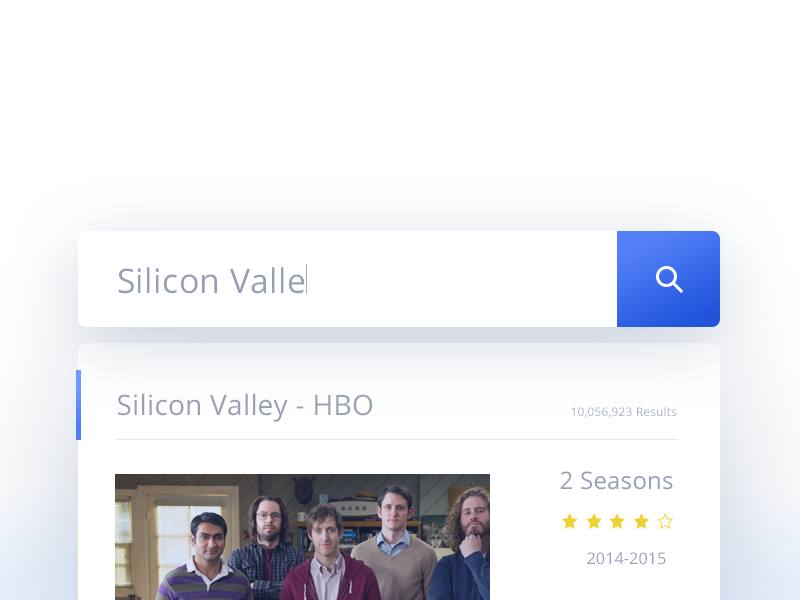 Silicon Valle
Silicon Valley - HBO
10,056,923 Results
2 Seasons
2014-2015